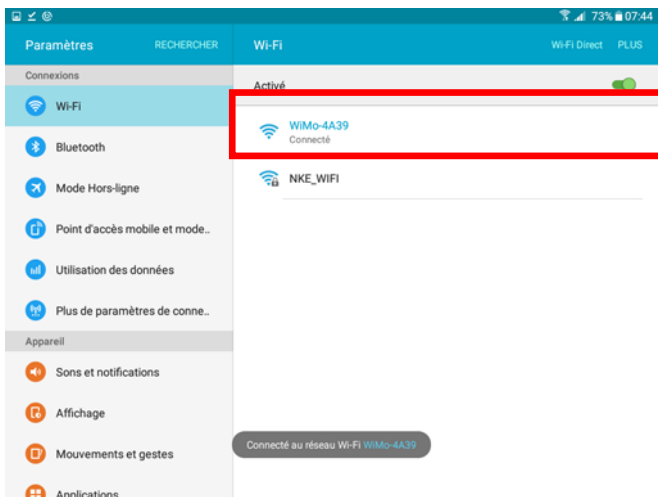 73% 07:44
Paramètres RECHERCHER Wi-Fi Wi-Fi Direct PLUS
Connexions
Activé
Wi-Fi
WiMo-4A39
Connecté
Bluetooth
NKE_WIFI
Mode Hors-ligne
Point d'accès mobile et mode..
Utilisation des données
Plus de paramètres de conne..
Appareil
Sons et notifications
Affichage
Connecté au réseau Wi-Fi WiMo-4A39
Mouvements et gestes
Applications